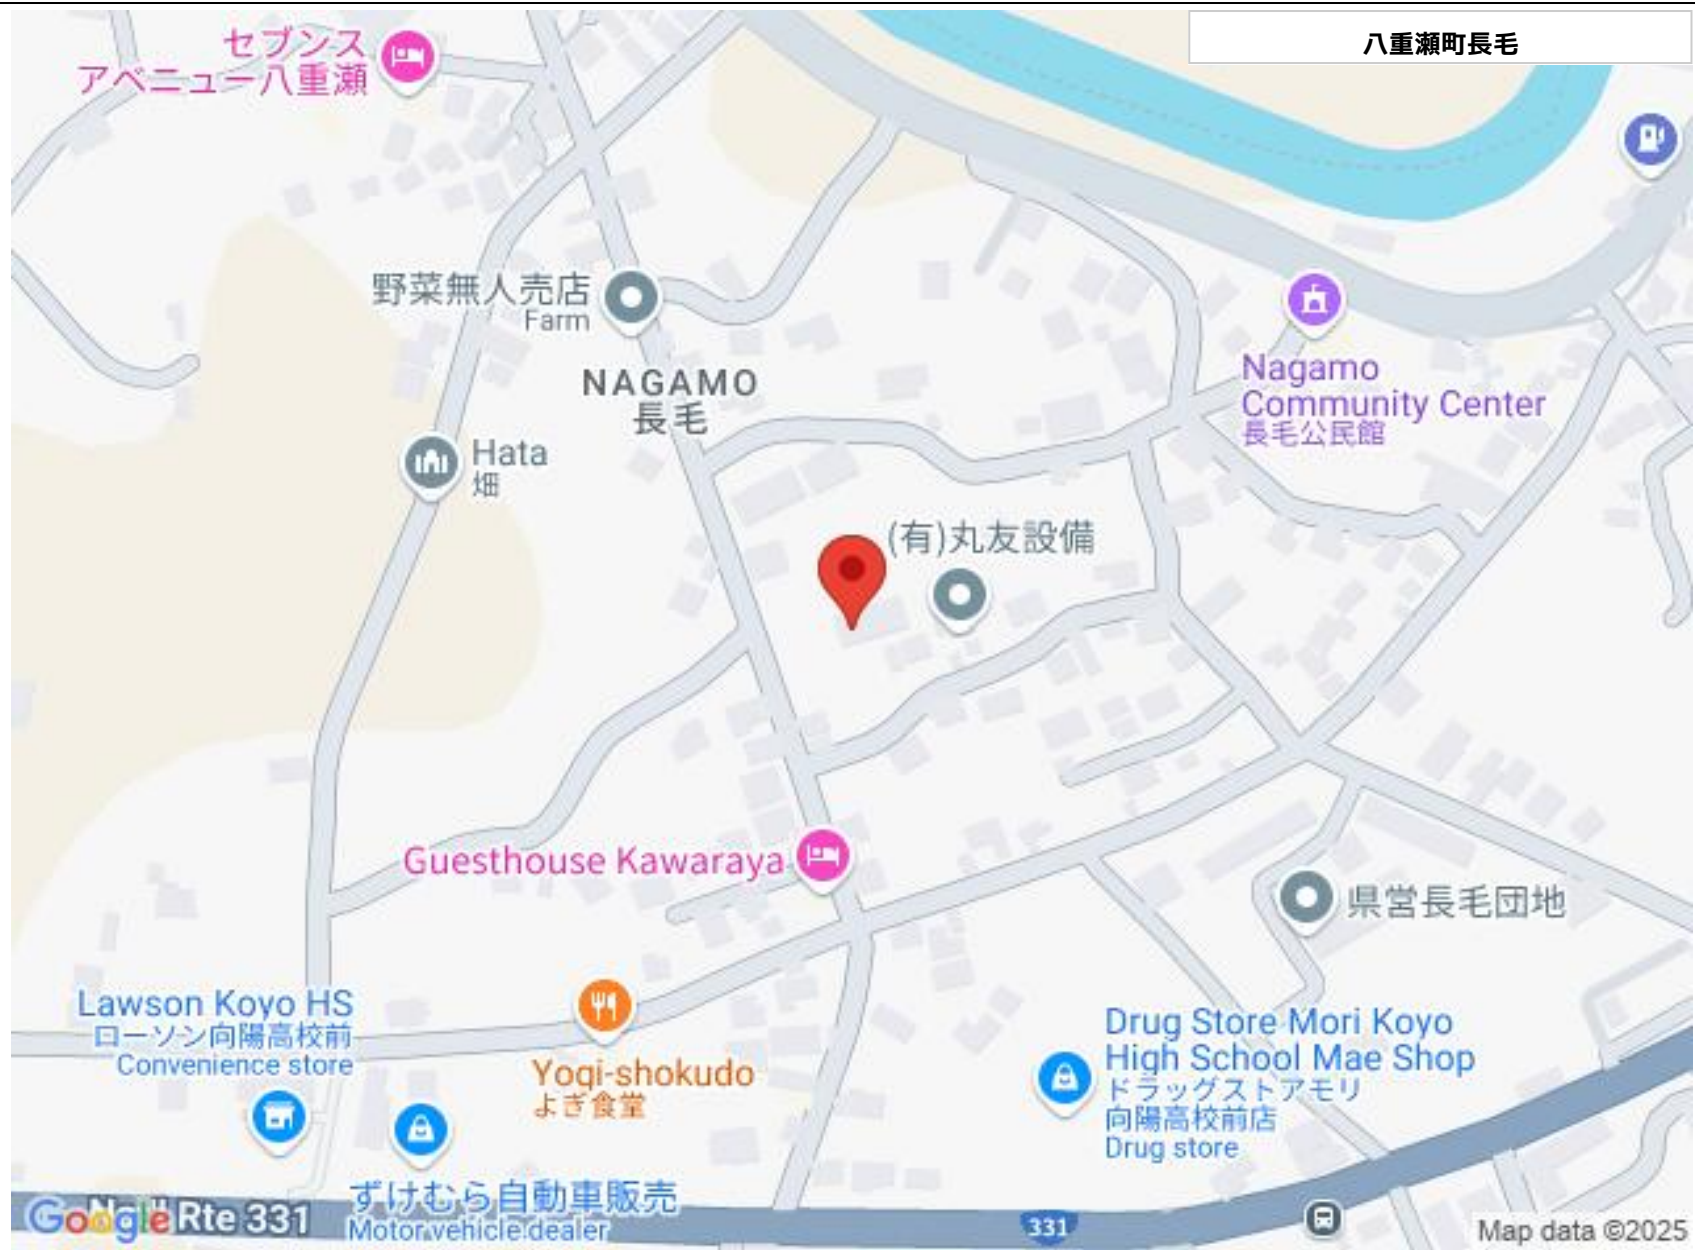 八重瀬町長毛
セブンス
アベニュー八重瀬
野菜無人売店
Farm
NAGAMO
長毛
Nagamo
Community Center
長毛公民館
Hata
畑
(有)丸友設備
Guesthouse Kawaraya
県営長毛団地
Lawson Koyo HS
ローソン向陽高校前
Convenience store
Yogi-shokudo
よぎ食堂
Drug Store Mori Koyo
High School Mae Shop
ドラッグストアモリ
向陽高校前店
Drug store
ずけむら自動車販売
Motor vehicle dealer
Google
Rte 331
331
Map data ©2025